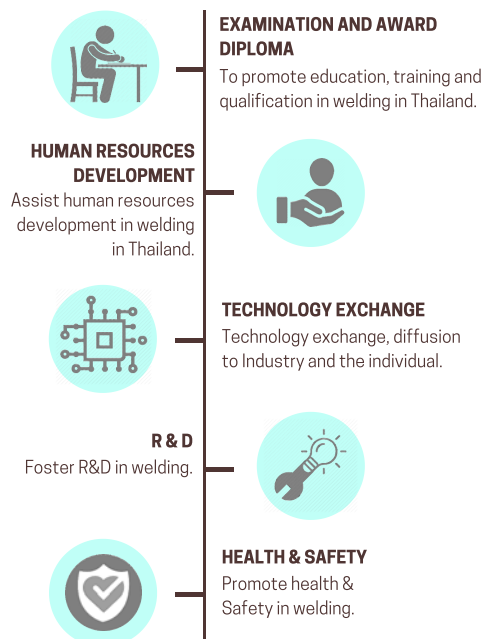 EXAMINATION AND AWARD
DIPLOMA
To promote education, training and
qualification in welding in Thailand.
HUMAN RESOURCES
DEVELOPMENT
Assist human resources
development in welding
in Thailand.
TECHNOLOGY EXCHANGE
Technology exchange, diffusion
to Industry and the individual.
R & D
Foster R&D in welding.
HEALTH & SAFETY
Promote health &
Safety in welding.